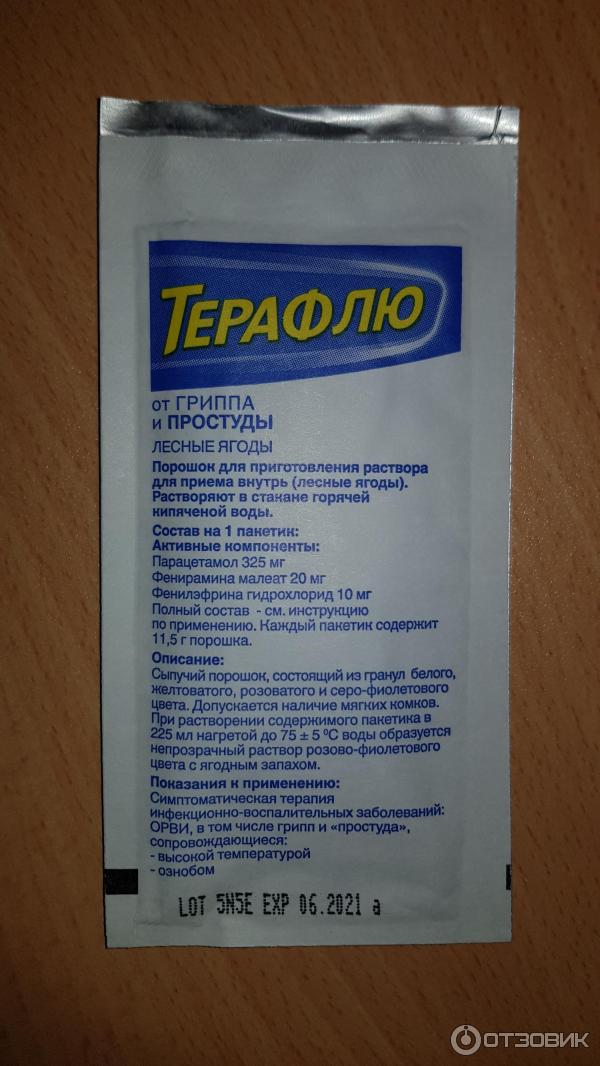 ТЕРАФЛЮ
от ГРИППА
и ПРОСТУДЫ
ЛЕСНЫЕ ЯГОДЫ
Порошок для приготовления раствора
для приема внутрь (лесные ягоды).
Растворяют в стакане горячей
кипяченой воды.
Состав на 1 пакетик:
Активные компоненты:
Парацетамол 325 мг
Фенирамина малеат 20 мг
Фенилэфрина гидрохлорид 10 мг
Полный состав - см. инструкцию
по применению. Каждый пакетик содержит
11,5 г порошка.
Описание:
Сыпучий порошок, состоящий из гранул белого,
желтоватого, розоватого и серо-фиолетового
цвета. Допускается наличие мягких комков.
При растворении содержимого пакетика в
225 мл нагретой до 75 ± 5 ⁰С воды образуется
непрозрачный раствор розово-фиолетового
цвета с ягодным запахом.
Показания к применению:
Симптоматическая терапия
инфекционно-воспалительных заболеваний:
ОРВИ, в том числе грипп и «простуда»,
сопровождающиеся:
- высокой температурой
- ознобом
LOT 5N5E EXP 06.2021 a
ОТЗОВИК